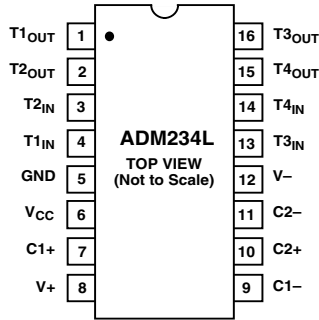 T1OUT 1 16 T3OUT
T2OUT 2 15 T4OUT
T2IN 3 14 T4IN
T1IN 4 13 T3IN
ADM234L
TOP VIEW
(Not to Scale)
GND 5 12 V–
VCC 6 11 C2–
C1+ 7 10 C2+
V+ 8 9 C1–